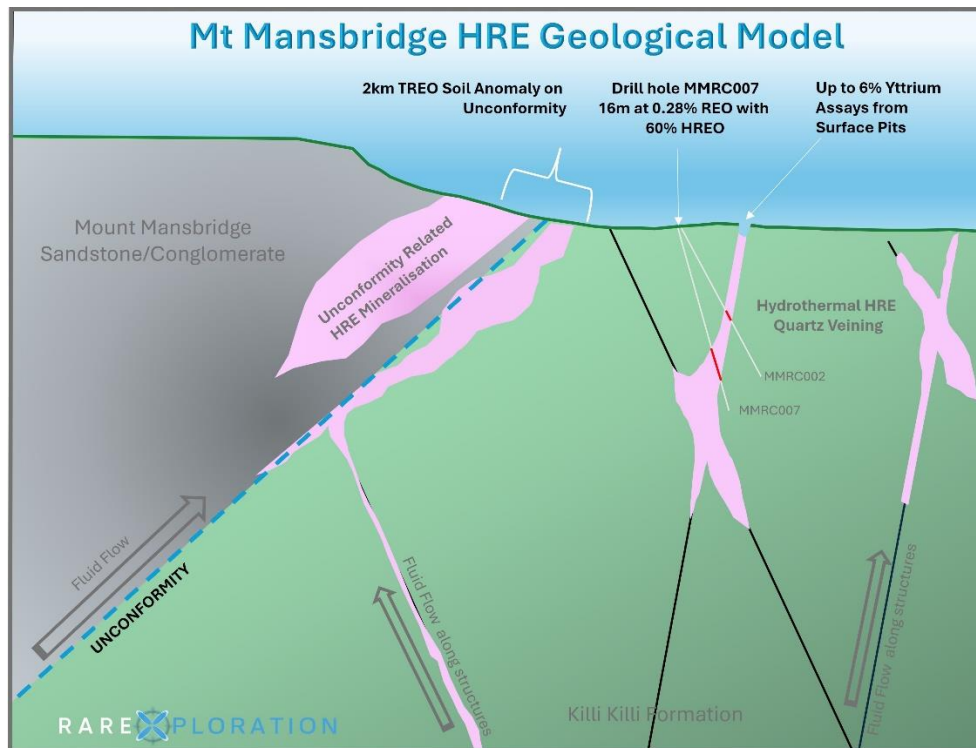 Mt Mansbridge HRE Geological Model
2km TREO Soil Anomaly on
Unconformity
Drill hole MMRC007
16m at 0.28% REO with
60% HREO
Up to 6% Yttrium
Assays from
Surface Pits
Mount Mansbridge
Sandstone/Conglomerate
Unconformity Related
HRE Mineralisation
Hydrothermal HRE
Quartz Veining
MMRC002
MMRC007
Fluid Flow
UNCONFORMITY
Fluid Flow along structures
Fluid Flow along structures
Killi Killi Formation
RAREXPLORATION